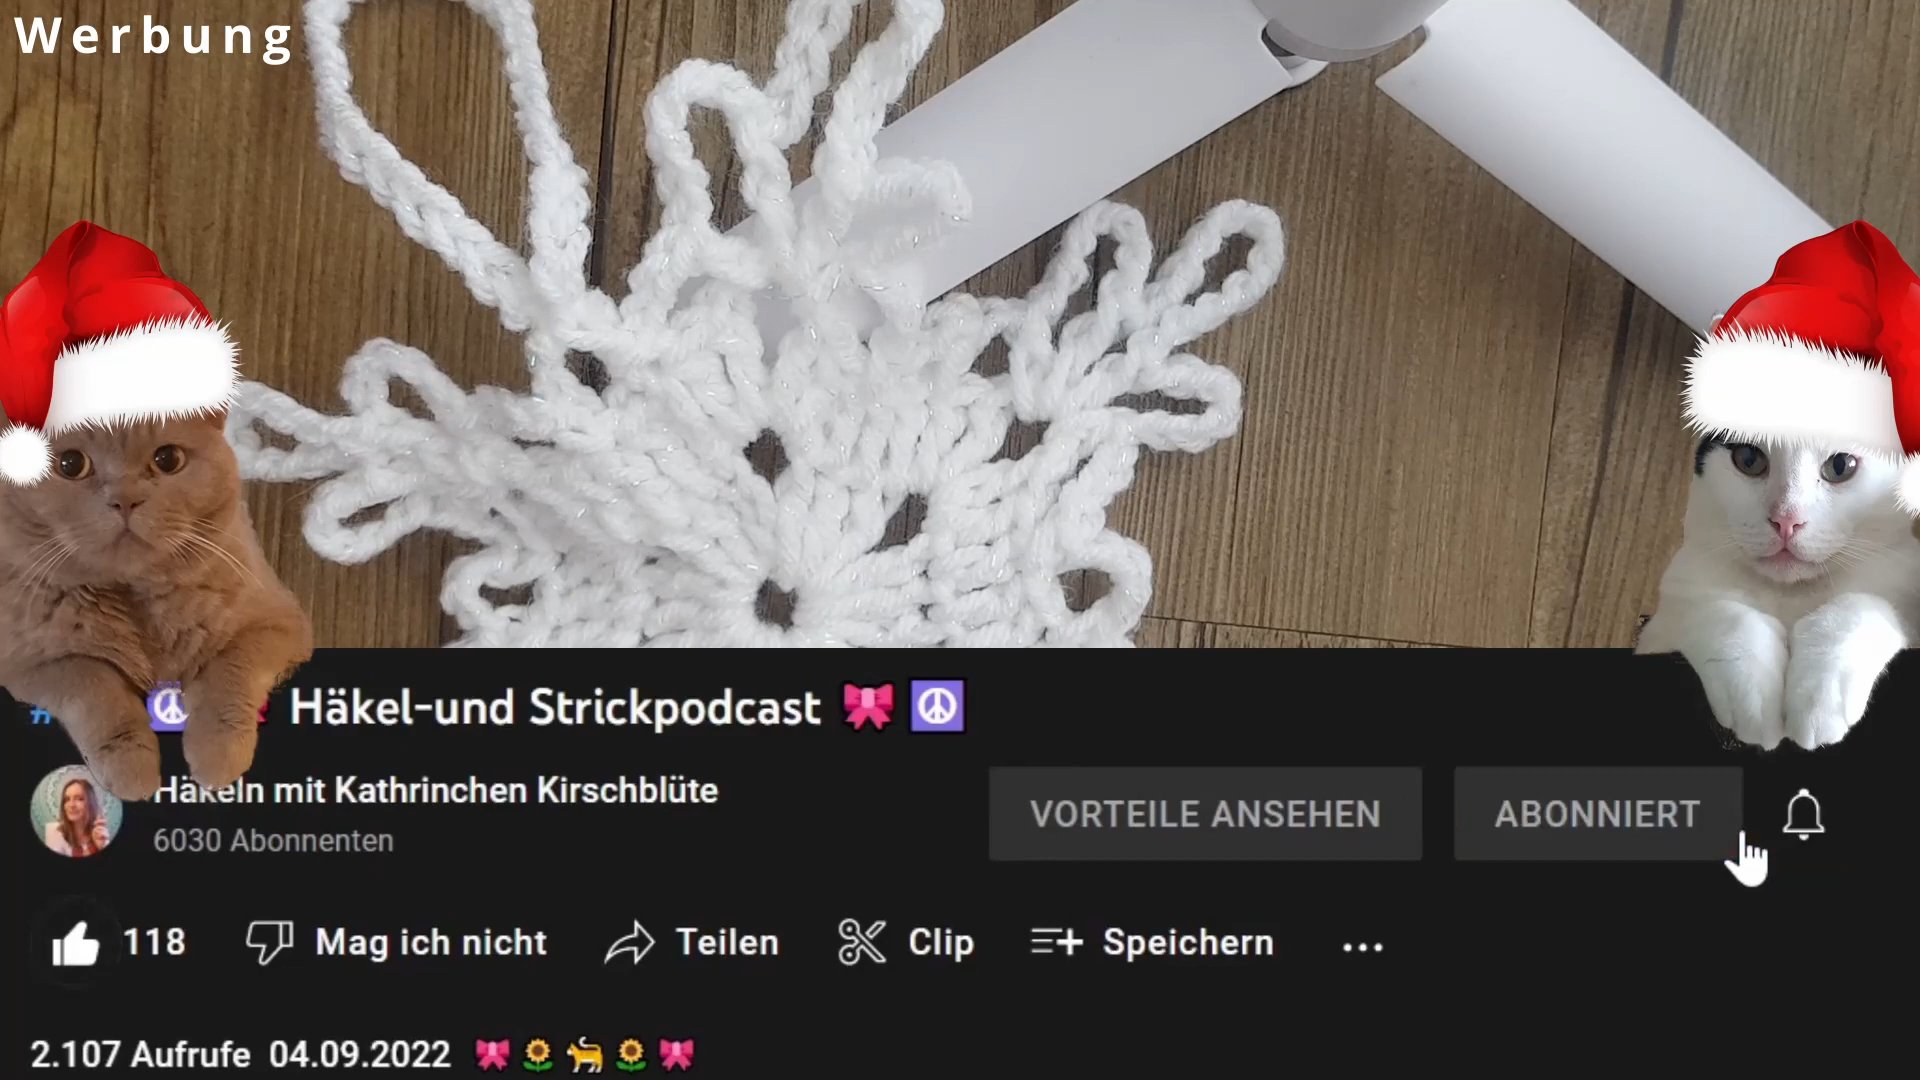 Werbung
# Häkel-und Strickpodcast
Häkeln mit Kathrinchen Kirschblüte
6030 Abonnenten
VORTEILE ANSEHEN
ABONNIERT
118 Mag ich nicht Teilen Clip Speichern ...
2.107 Aufrufe 04.09.2022